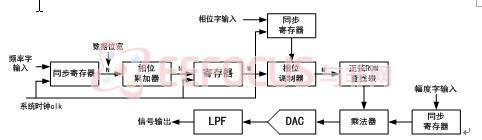 相位字输入
同步
寄存器
频率字
输入
数据位宽
同步寄存器
N
相位
累加器
N
寄存器
N
相位
调制器
N
正弦ROM
查找表
系统时钟clk
幅度字输入
信号输出
LPF
DAC
乘法器
同步
寄存器